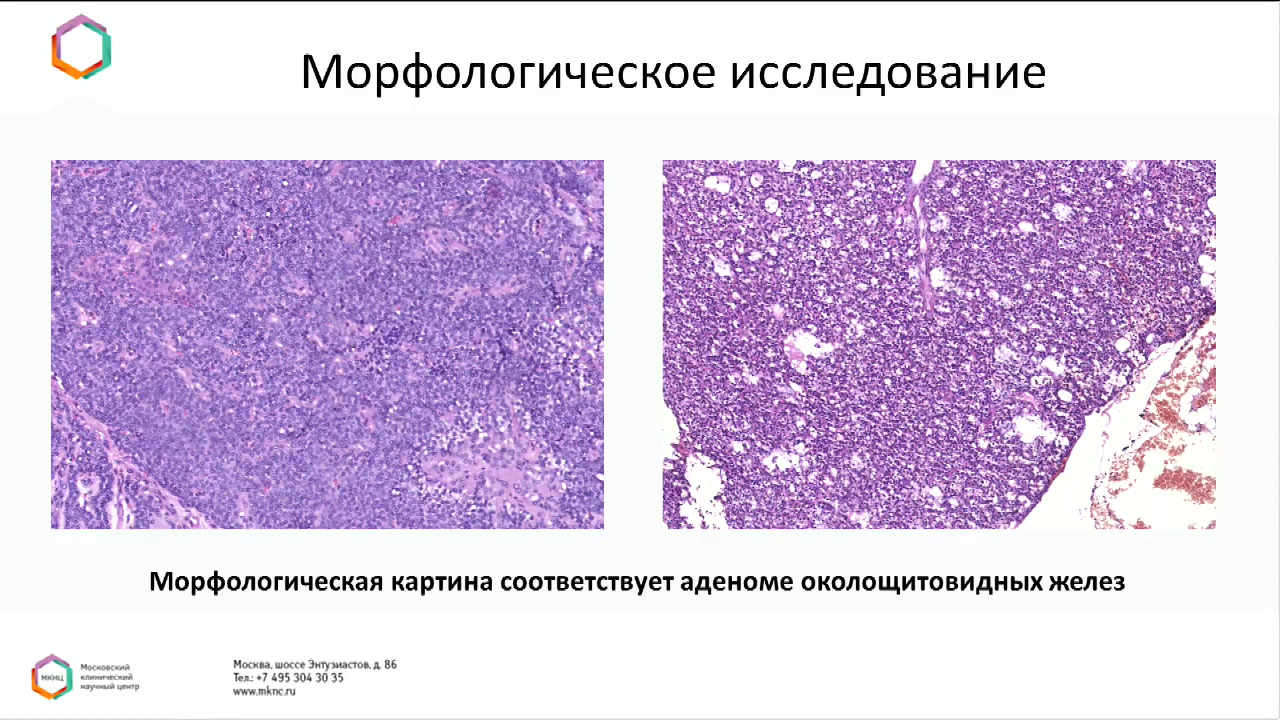 Морфологическое исследование
Морфологическая картина соответствует аденоме околощитовидных желез
МКНЦ
Московский
клинический
научный центр
Москва, шоссе Энтузиастов, д. 86
Тел.: +7 495 304 30 35
www.mknc.ru